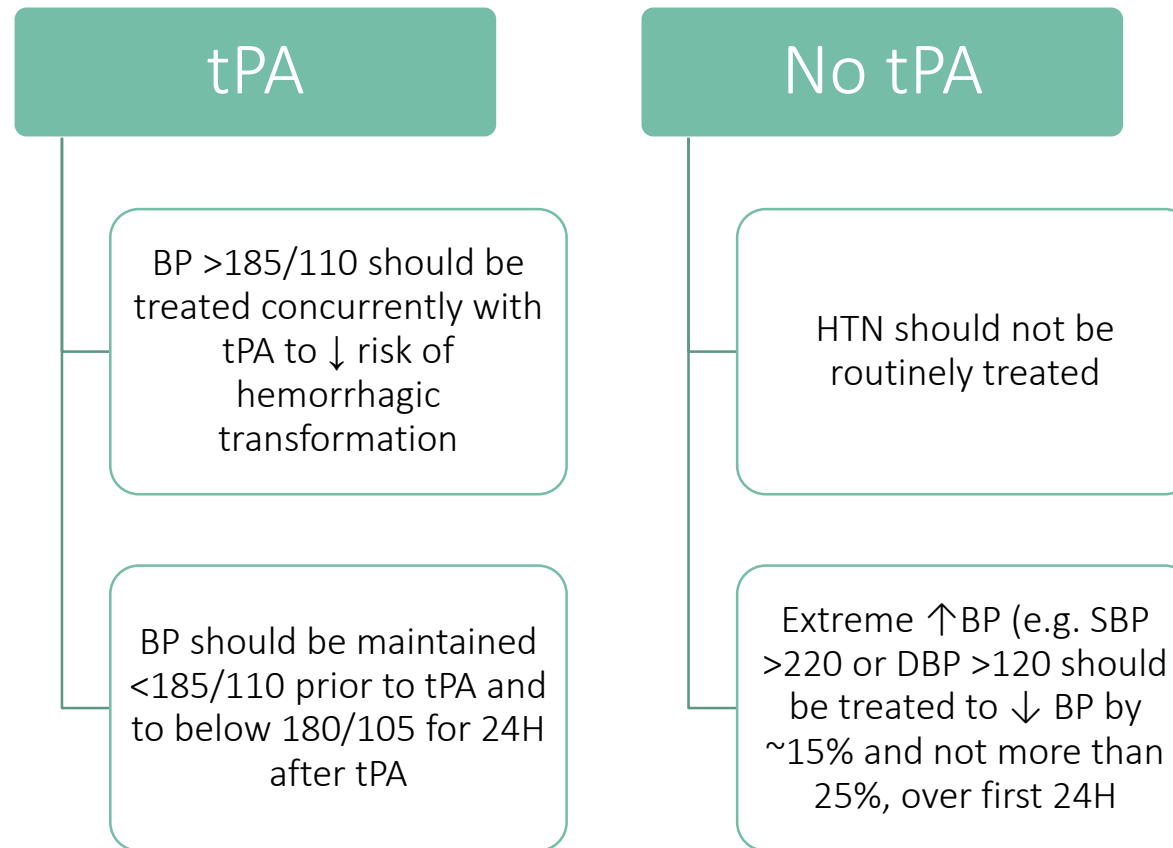 tPA
BP >185/110 should be
treated concurrently with
tPA to ↓ risk of
hemorrhagic
transformation
BP should be maintained
<185/110 prior to tPA and
to below 180/105 for 24H
after tPA
No tPA
HTN should not be
routinely treated
Extreme ↑BP (e.g. SBP
>220 or DBP >120 should
be treated to ↓ BP by
~15% and not more than
25%, over first 24H